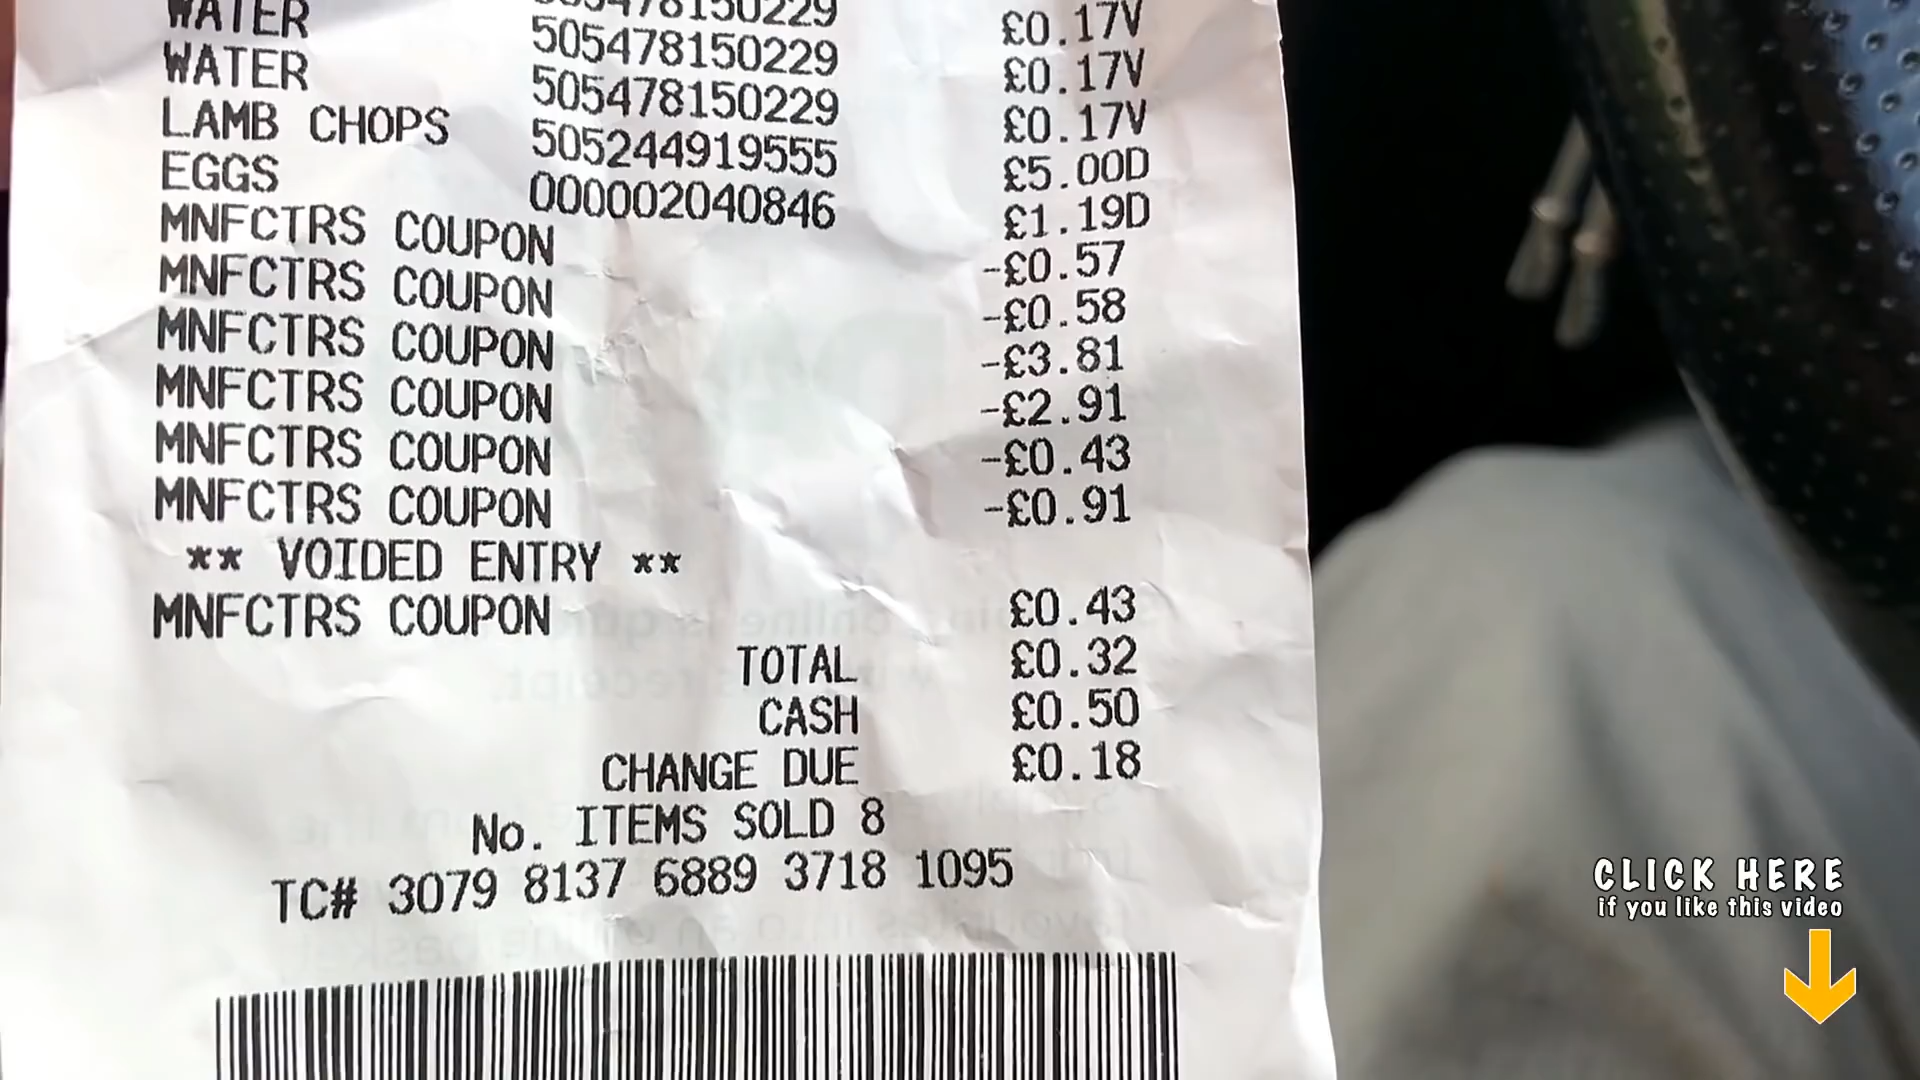 WATER 505478150229 £0.17V
WATER 505478150229 £0.17V
505478150229 £0.17V
LAMB CHOPS 505244919555 £5.00D
EGGS 000002040846 £1.19D
MNFCTRS COUPON -£0.57
MNFCTRS COUPON -£0.58
MNFCTRS COUPON -£3.81
MNFCTRS COUPON -£2.91
MNFCTRS COUPON -£0.43
MNFCTRS COUPON -£0.91
** VOIDED ENTRY **
MNFCTRS COUPON £0.43
TOTAL £0.32
CASH £0.50
CHANGE DUE £0.18
No. ITEMS SOLD 8
TC# 3079 8137 6889 3718 1095
CLICK HERE
if you like this video